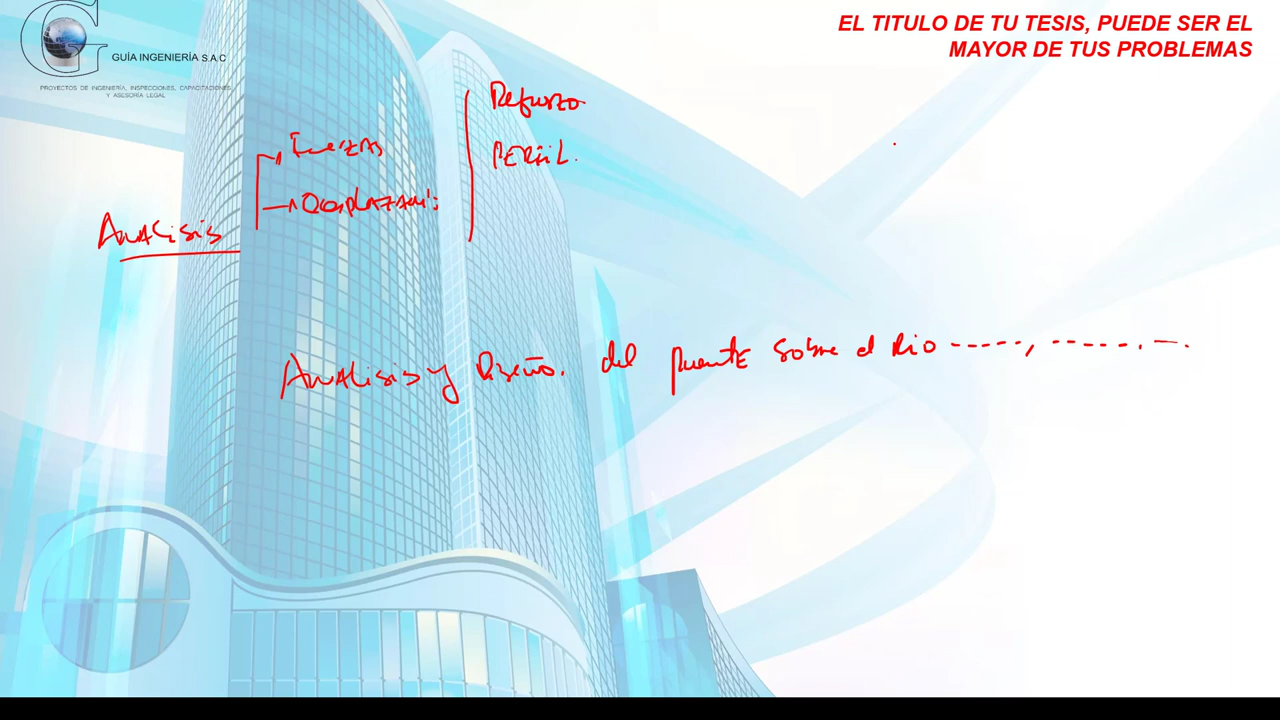 EL TITULO DE TU TESIS, PUEDE SER EL
MAYOR DE TUS PROBLEMAS
GUÍA INGENIERÍA S.A.C
PROYECTOS DE INGENIERÍA, INSPECCIONES, CAPACITACIONES
Y ASESORÍA LEGAL
Refuerzo
Fuerzas
PERFIL.
Desplazami
ANALisis
ANALisis y Diseño. del puente sobre el Rio -----, ------. -.